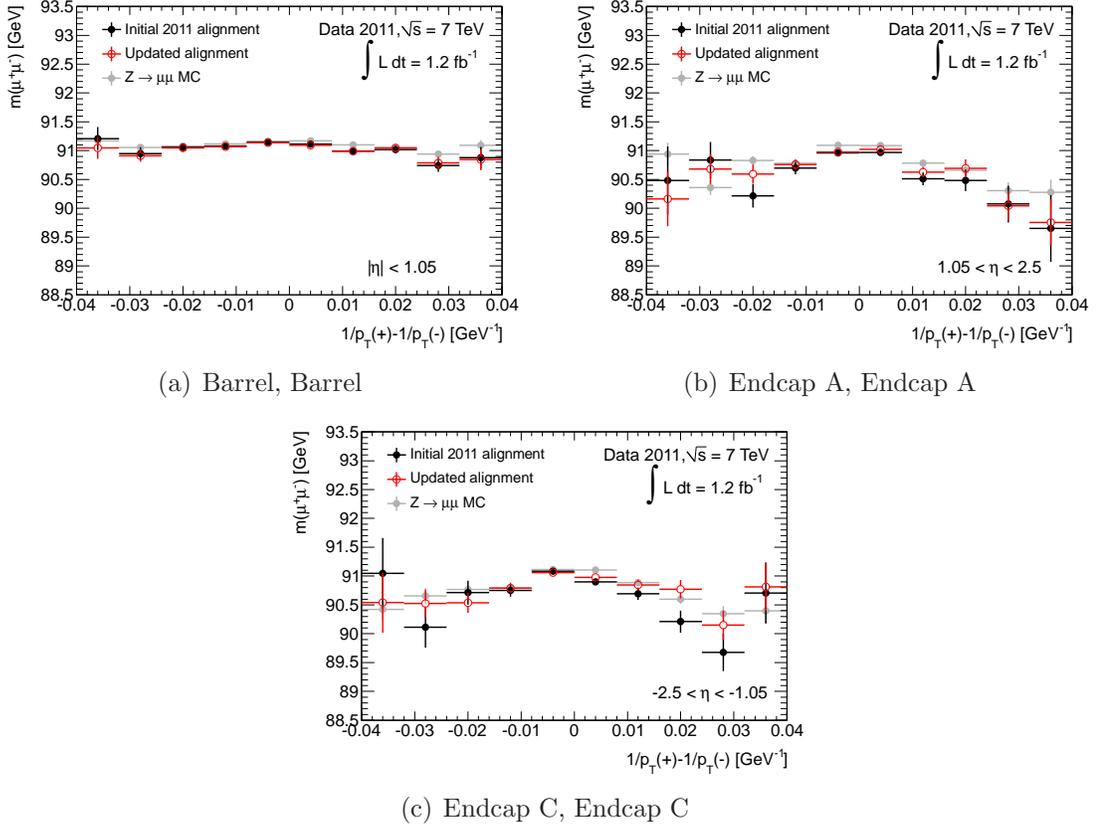 m(μ⁺μ⁻) [GeV]
93.5
93
92.5
92
91.5
91
90.5
90
89.5
89
88.5
Initial 2011 alignment
Updated alignment
Z → μμ MC
Data 2011,√s = 7 TeV
∫ L dt = 1.2 fb⁻¹
|η| < 1.05
-0.04 -0.03 -0.02 -0.01 0 0.01 0.02 0.03 0.04
1/p_T(+)-1/p_T(-) [GeV⁻¹]
(a) Barrel, Barrel
m(μ⁺μ⁻) [GeV]
93.5
93
92.5
92
91.5
91
90.5
90
89.5
89
88.5
Initial 2011 alignment
Updated alignment
Z → μμ MC
Data 2011,√s = 7 TeV
∫ L dt = 1.2 fb⁻¹
1.05 < η < 2.5
-0.04 -0.03 -0.02 -0.01 0 0.01 0.02 0.03 0.04
1/p_T(+)-1/p_T(-) [GeV⁻¹]
(b) Endcap A, Endcap A
m(μ⁺μ⁻) [GeV]
93.5
93
92.5
92
91.5
91
90.5
90
89.5
89
88.5
Initial 2011 alignment
Updated alignment
Z → μμ MC
Data 2011,√s = 7 TeV
∫ L dt = 1.2 fb⁻¹
-2.5 < η < -1.05
-0.04 -0.03 -0.02 -0.01 0 0.01 0.02 0.03 0.04
1/p_T(+)-1/p_T(-) [GeV⁻¹]
(c) Endcap C, Endcap C